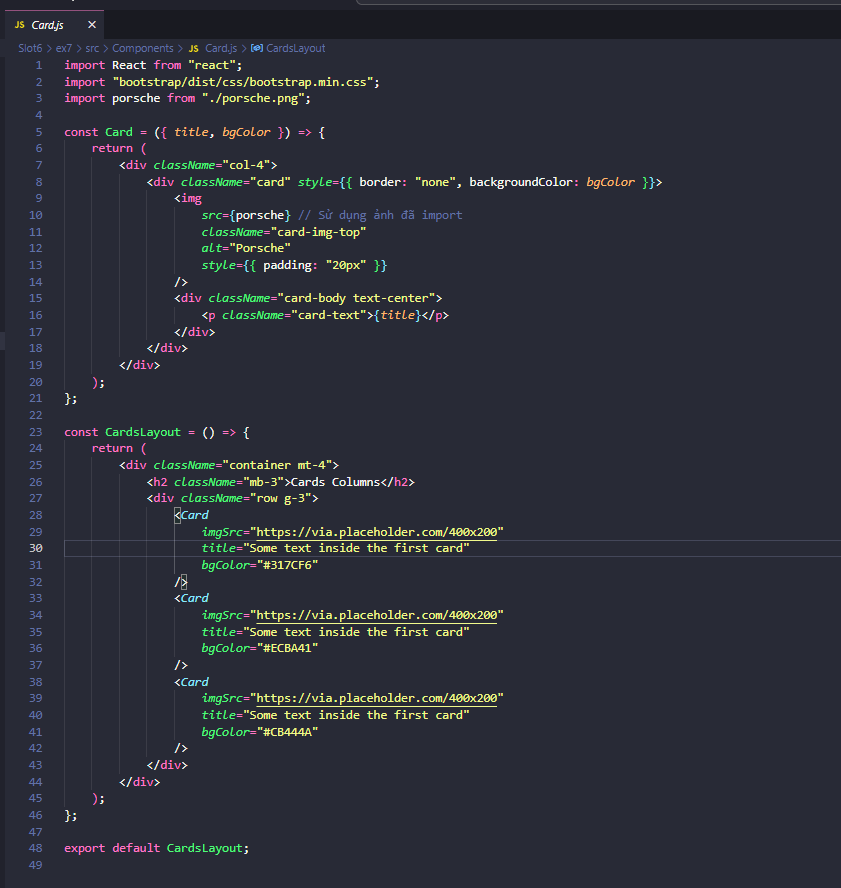 JS Card.js ×
Slot6 > ex7 > src > Components > JS Card.js > CardsLayout
1 import React from "react";
2 import "bootstrap/dist/css/bootstrap.min.css";
3 import porsche from "./porsche.png";
4
5 const Card = ({ title, bgColor }) => {
6 return (
7 <div className="col-4">
8 <div className="card" style={{ border: "none", backgroundColor: bgColor }}>
9 <img
10 src={porsche} // Sử dụng ảnh đã import
11 className="card-img-top"
12 alt="Porsche"
13 style={{ padding: "20px" }}
14 />
15 <div className="card-body text-center">
16 <p className="card-text">{title}</p>
17 </div>
18 </div>
19 </div>
20 );
21 };
22
23 const CardsLayout = () => {
24 return (
25 <div className="container mt-4">
26 <h2 className="mb-3">Cards Columns</h2>
27 <div className="row g-3">
28 <Card
29 imgSrc="https://via.placeholder.com/400x200"
30 title="Some text inside the first card"
31 bgColor="#317CF6"
32 />
33 <Card
34 imgSrc="https://via.placeholder.com/400x200"
35 title="Some text inside the first card"
36 bgColor="#ECBA41"
37 />
38 <Card
39 imgSrc="https://via.placeholder.com/400x200"
40 title="Some text inside the first card"
41 bgColor="#CB444A"
42 />
43 </div>
44 </div>
45 );
46 };
47
48 export default CardsLayout;
49